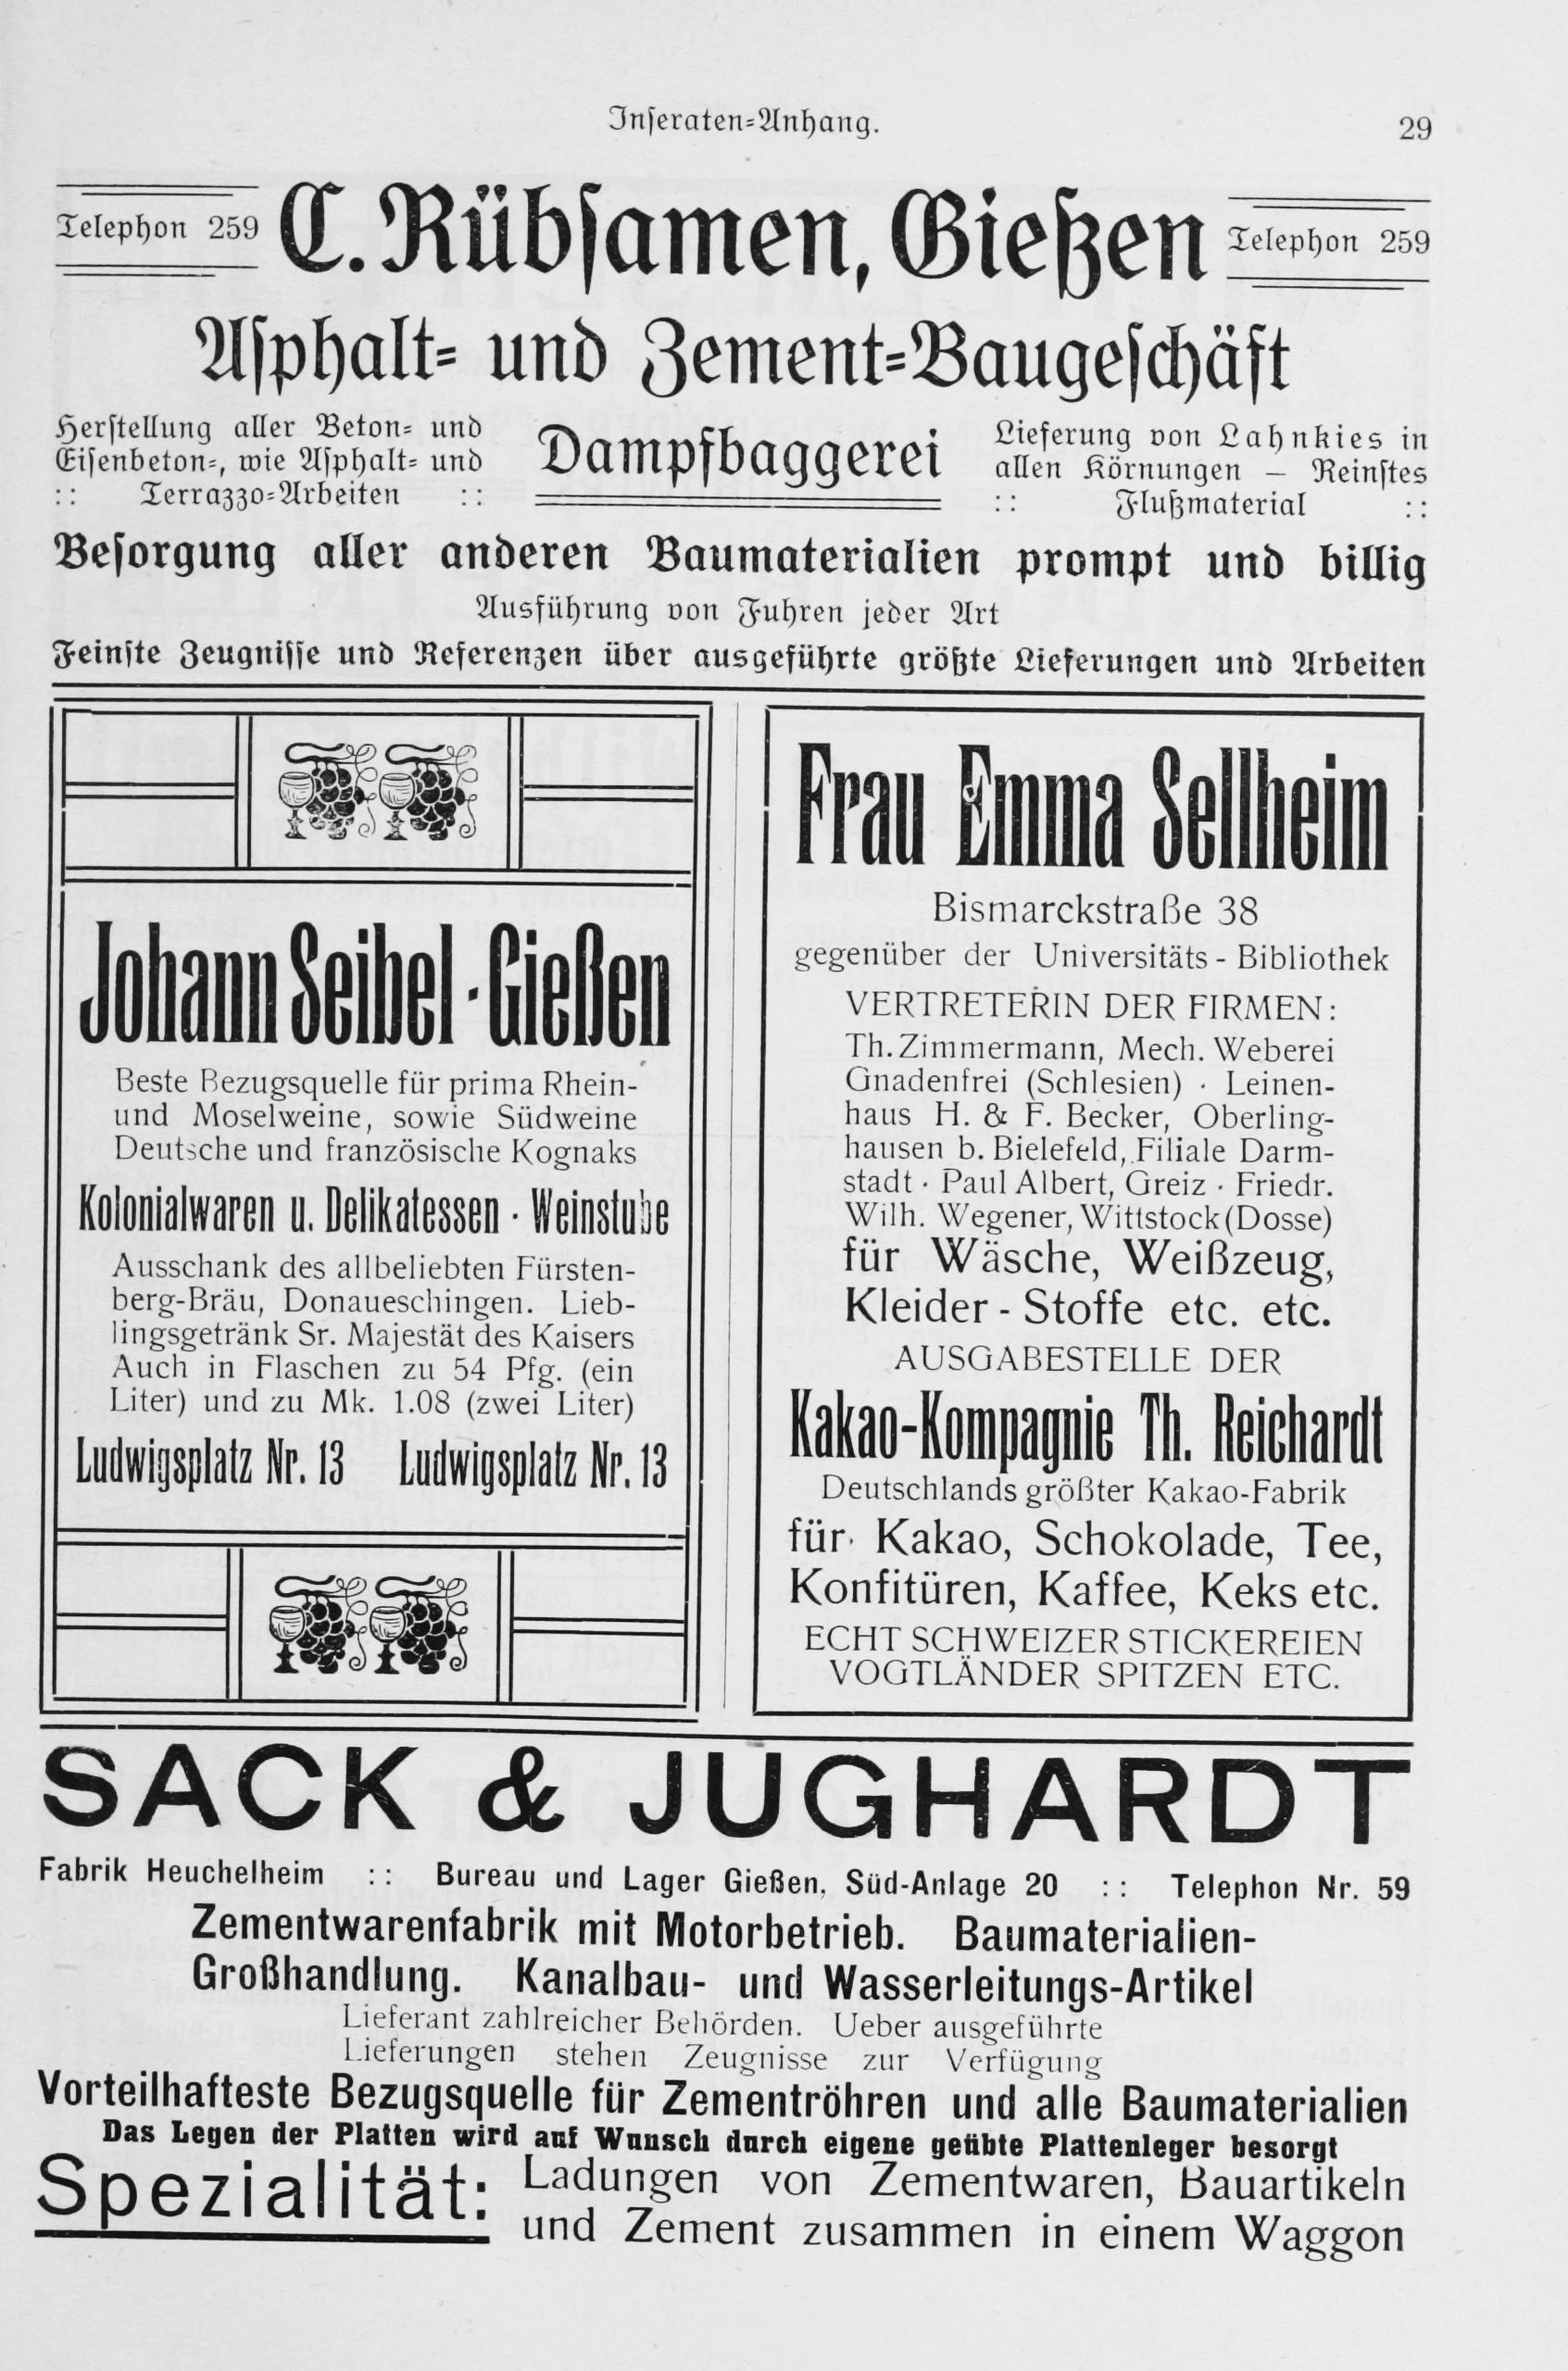 Inseraten-Anhang.
29
Telephon 259
C. Rübsamen, Gießen
Telephon 259
Asphalt- und Zement-Baugeschäft
Herstellung aller Beton- und
Eisenbeton-, wie Asphalt- und
:: Terrazzo-Arbeiten ::
Dampfbaggerei
Lieferung von Lahnkies in
allen Körnungen — Reinstes
:: Flußmaterial ::
Besorgung aller anderen Baumaterialien prompt und billig
Ausführung von Fuhren jeder Art
Feinste Zeugnisse und Referenzen über ausgeführte größte Lieferungen und Arbeiten
Johann Seibel · Gießen
Beste Bezugsquelle für prima Rhein-
und Moselweine, sowie Südweine
Deutsche und französische Kognaks
Kolonialwaren u. Delikatessen · Weinstube
Ausschank des allbeliebten Fürsten-
berg-Bräu, Donaueschingen. Lieb-
lingsgetränk Sr. Majestät des Kaisers
Auch in Flaschen zu 54 Pfg. (ein
Liter) und zu Mk. 1.08 (zwei Liter)
Ludwigsplatz Nr. 13 Ludwigsplatz Nr. 13
Frau Emma Sellheim
Bismarckstraße 38
gegenüber der Universitäts - Bibliothek
VERTRETERIN DER FIRMEN:
Th. Zimmermann, Mech. Weberei
Gnadenfrei (Schlesien) · Leinen-
haus H. & F. Becker, Oberling-
hausen b. Bielefeld, Filiale Darm-
stadt · Paul Albert, Greiz · Friedr.
Wilh. Wegener, Wittstock (Dosse)
für Wäsche, Weißzeug,
Kleider - Stoffe etc. etc.
AUSGABESTELLE DER
Kakao-Kompagnie Th. Reichardt
Deutschlands größter Kakao-Fabrik
für Kakao, Schokolade, Tee,
Konfitüren, Kaffee, Keks etc.
ECHT SCHWEIZER STICKEREIEN
VOGTLÄNDER SPITZEN ETC.
SACK & JUGHARDT
Fabrik Heuchelheim :: Bureau und Lager Gießen, Süd-Anlage 20 :: Telephon Nr. 59
Zementwarenfabrik mit Motorbetrieb. Baumaterialien-
Großhandlung. Kanalbau- und Wasserleitungs-Artikel
Lieferant zahlreicher Behörden. Ueber ausgeführte
Lieferungen stehen Zeugnisse zur Verfügung
Vorteilhafteste Bezugsquelle für Zementröhren und alle Baumaterialien
Das Legen der Platten wird auf Wunsch durch eigene geübte Plattenleger besorgt
Spezialität: Ladungen von Zementwaren, Bauartikeln
und Zement zusammen in einem Waggon